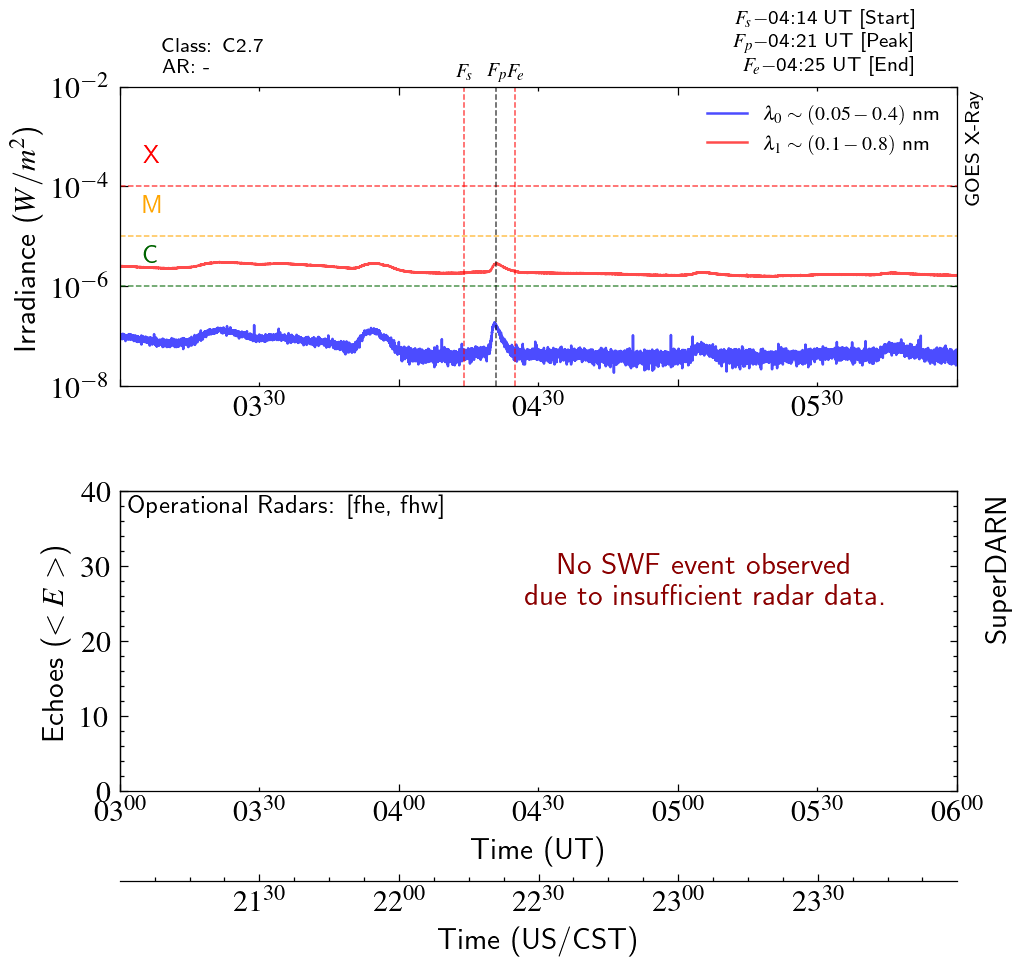 Class: C2.7
AR: -
F_s−04:14 UT [Start]
F_p−04:21 UT [Peak]
F_e−04:25 UT [End]
F_s F_p F_e
λ_0 ~ (0.05 − 0.4) nm
λ_1 ~ (0.1 − 0.8) nm
X
M
C
10^−2
10^−4
10^−6
10^−8
Irradiance (W/m^2)
GOES X-Ray
03^30 04^30 05^30
Operational Radars: [fhe, fhw]
No SWF event observed
due to insufficient radar data.
40
30
20
10
0
Echoes (< E >)
SuperDARN
03^00 03^30 04^00 04^30 05^00 05^30 06^00
Time (UT)
21^30 22^00 22^30 23^00 23^30
Time (US/CST)